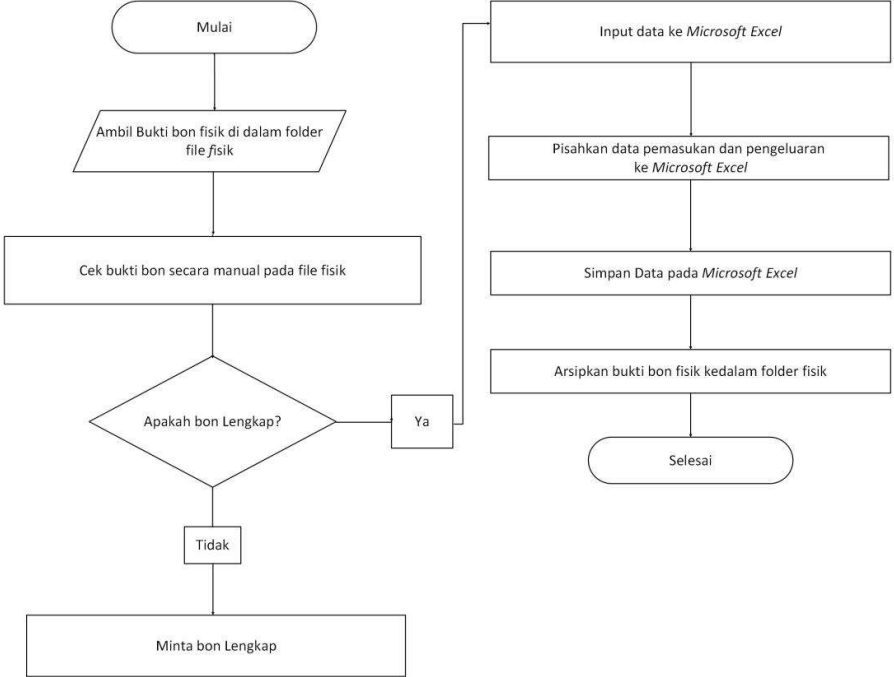 Mulai
Ambil Bukti bon fisik di dalam folder
file fisik
Cek bukti bon secara manual pada file fisik
Apakah bon Lengkap?
Ya
Tidak
Minta bon Lengkap
Input data ke Microsoft Excel
Pisahkan data pemasukan dan pengeluaran
ke Microsoft Excel
Simpan Data pada Microsoft Excel
Arsipkan bukti bon fisik kedalam folder fisik
Selesai